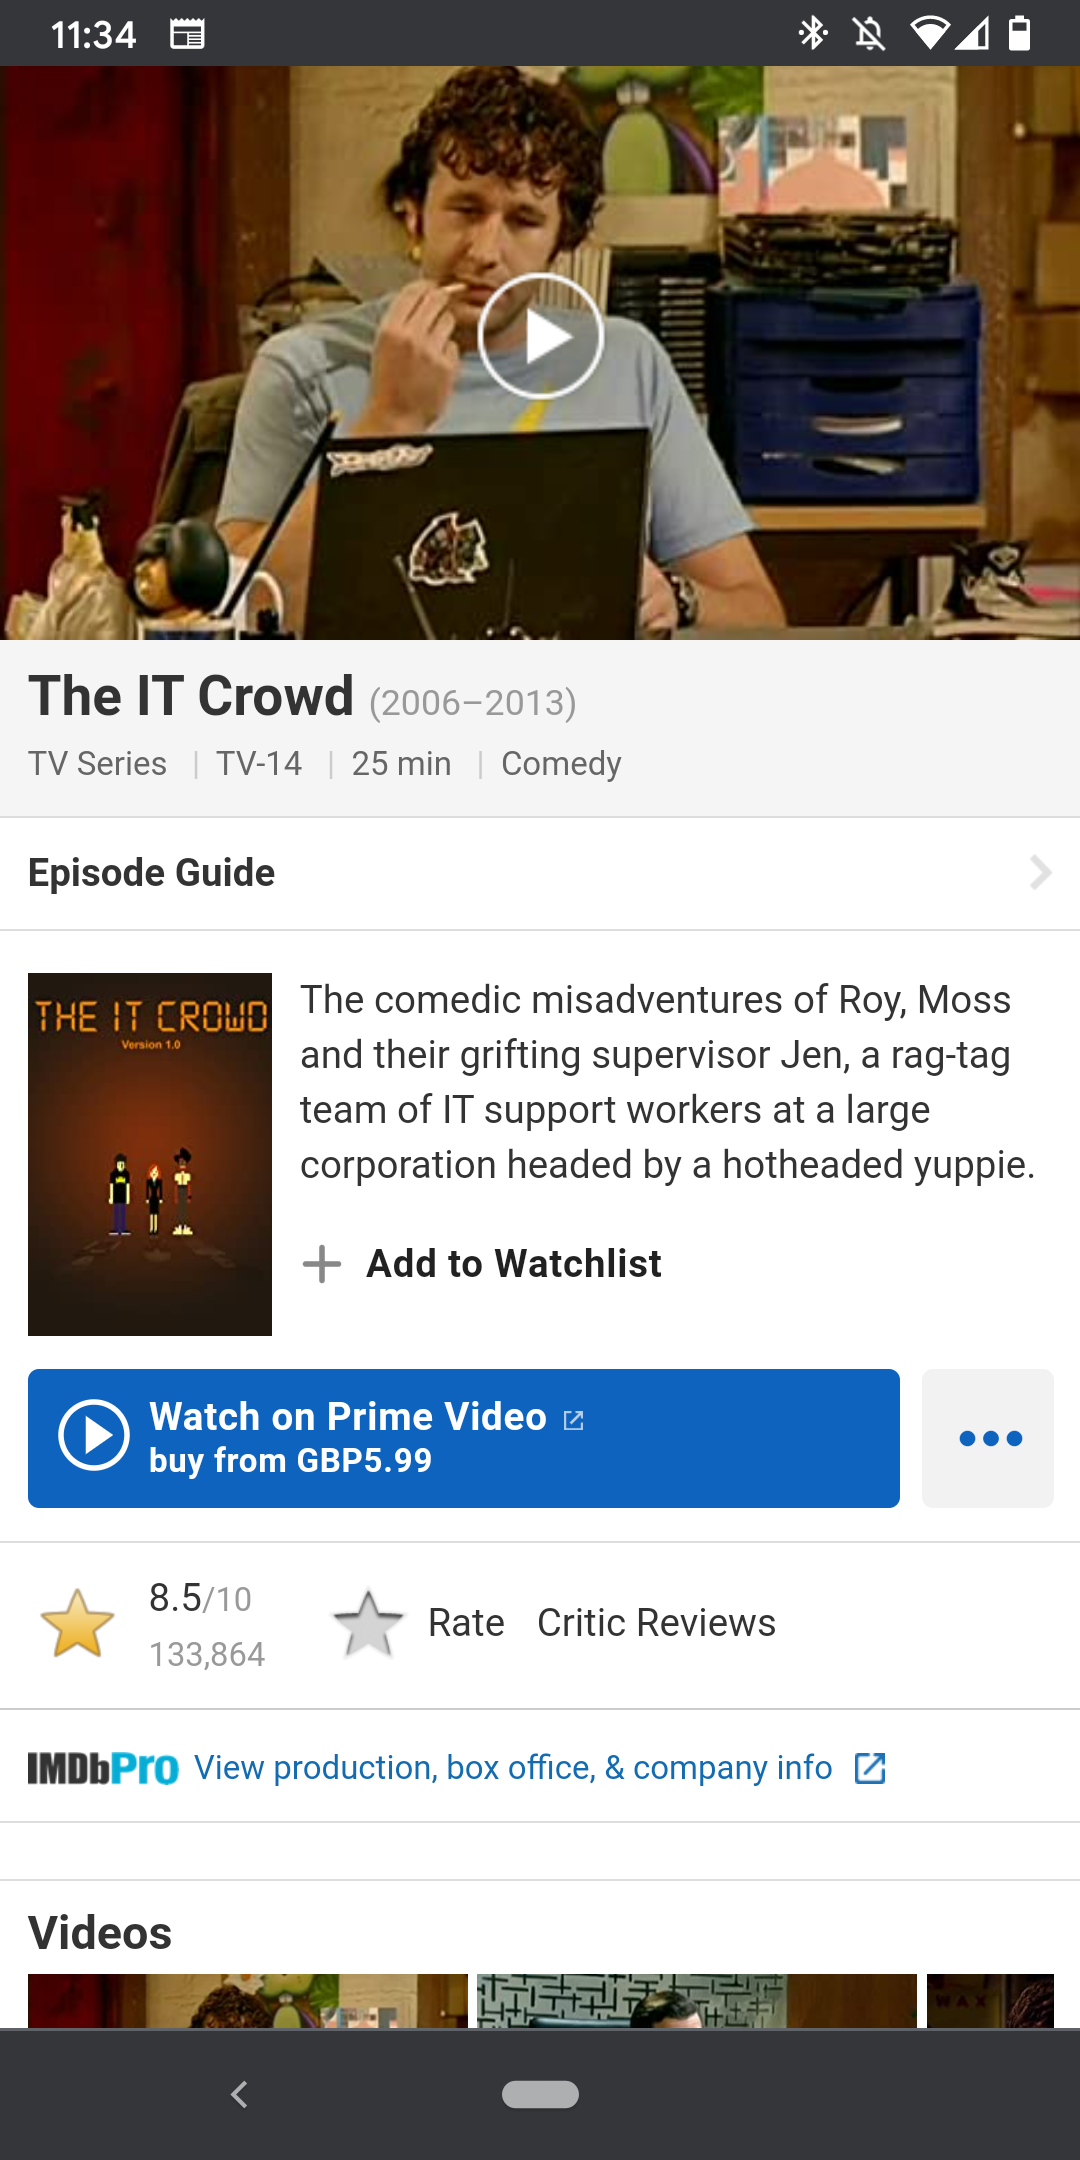 11:34
The IT Crowd (2006–2013)
TV Series | TV-14 | 25 min | Comedy
Episode Guide
THE IT CROWD
Version 1.0
The comedic misadventures of Roy, Moss
and their grifting supervisor Jen, a rag-tag
team of IT support workers at a large
corporation headed by a hotheaded yuppie.
Add to Watchlist
Watch on Prime Video
buy from GBP5.99
8.5/10
133,864
Rate
Critic Reviews
IMDbPro View production, box office, & company info
Videos
WAX